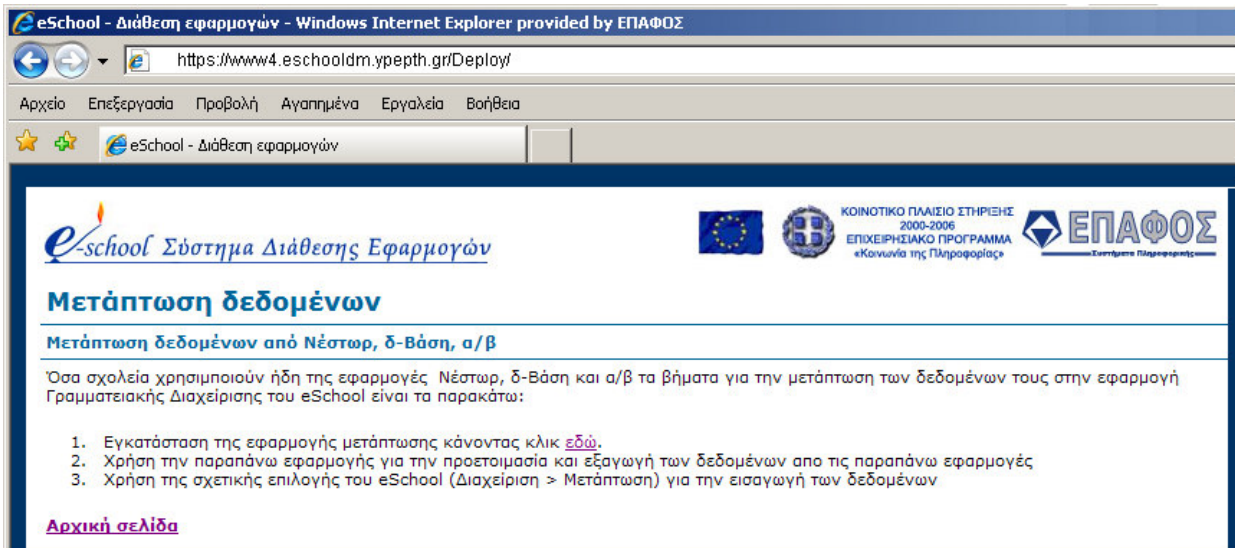 eSchool - Διάθεση εφαρμογών - Windows Internet Explorer provided by ΕΠΑΦΟΣ
https://www4.eschooldm.ypepth.gr/Deploy/
Αρχείο Επεξεργασία Προβολή Αγαπημένα Εργαλεία Βοήθεια
eSchool - Διάθεση εφαρμογών
e-school Σύστημα Διάθεσης Εφαρμογών
ΚΟΙΝΟΤΙΚΟ ΠΛΑΙΣΙΟ ΣΤΗΡΙΞΗΣ
2000-2006
ΕΠΙΧΕΙΡΗΣΙΑΚΟ ΠΡΟΓΡΑΜΜΑ
«Κοινωνία της Πληροφορίας»
ΕΠΑΦΟΣ
Συστήματα Πληροφορικής
Μετάπτωση δεδομένων
Μετάπτωση δεδομένων από Νέστωρ, δ-Βάση, α/β
Όσα σχολεία χρησιμοποιούν ήδη της εφαρμογές Νέστωρ, δ-Βάση και α/β τα βήματα για την μετάπτωση των δεδομένων τους στην εφαρμογή
Γραμματειακής Διαχείρισης του eSchool είναι τα παρακάτω:
1. Εγκατάσταση της εφαρμογής μετάπτωσης κάνοντας κλικ εδώ.
2. Χρήση την παραπάνω εφαρμογής για την προετοιμασία και εξαγωγή των δεδομένων απο τις παραπάνω εφαρμογές
3. Χρήση της σχετικής επιλογής του eSchool (Διαχείριση > Μετάπτωση) για την εισαγωγή των δεδομένων
Αρχική σελίδα